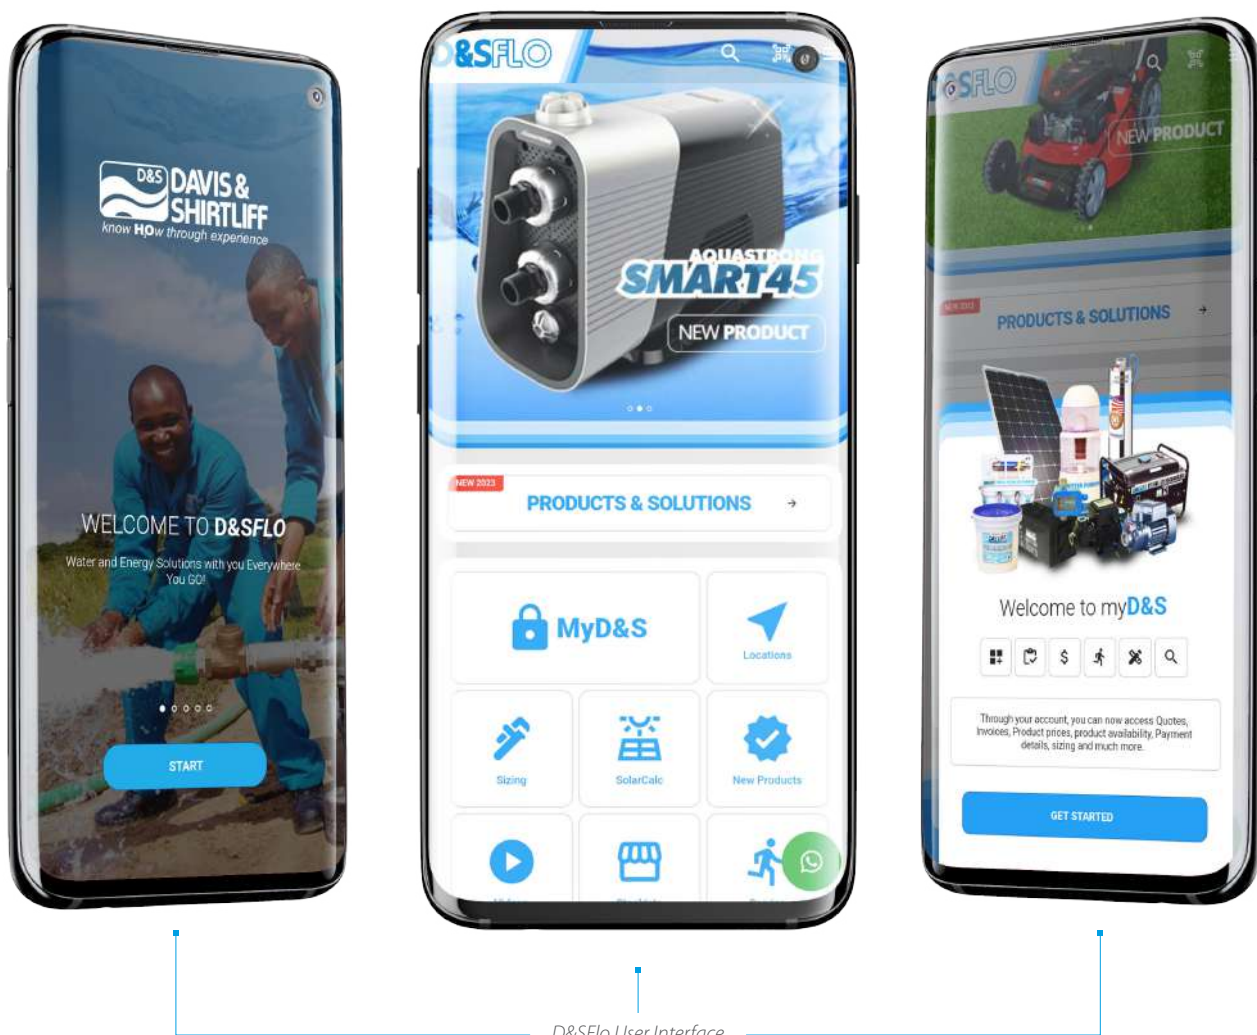 D&S
DAVIS &
SHIRTLIFF
know H2Ow through experience
WELCOME TO D&SFLO
Water and Energy Solutions with you Everywhere
You GO!
START
D&SFLO
AQUASTRONG
SMART45
NEW PRODUCT
NEW 2023
PRODUCTS & SOLUTIONS
MyD&S
Locations
Sizing
SolarCalc
New Products
D&SFLO
NEW PRODUCT
NEW 2023
PRODUCTS & SOLUTIONS
Welcome to myD&S
$
Through your account, you can now access Quotes,
Invoices, Product prices, product availability, Payment
details, sizing and much more.
GET STARTED
D&SFlo User Interface